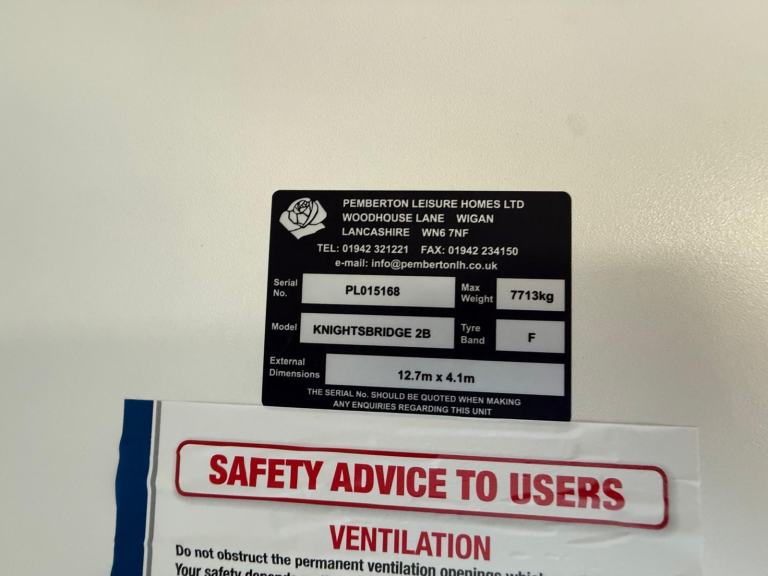 PEMBERTON LEISURE HOMES LTD
WOODHOUSE LANE WIGAN
LANCASHIRE WN6 7NF
TEL: 01942 321221 FAX: 01942 234150
e-mail: info@pembertonlh.co.uk
Serial No. PL015168 Max Weight 7713kg
Model KNIGHTSBRIDGE 2B Tyre Band F
External Dimensions 12.7m x 4.1m
THE SERIAL No. SHOULD BE QUOTED WHEN MAKING
ANY ENQUIRIES REGARDING THIS UNIT
SAFETY ADVICE TO USERS
VENTILATION
Do not obstruct the permanent ventilation openings
Your safety